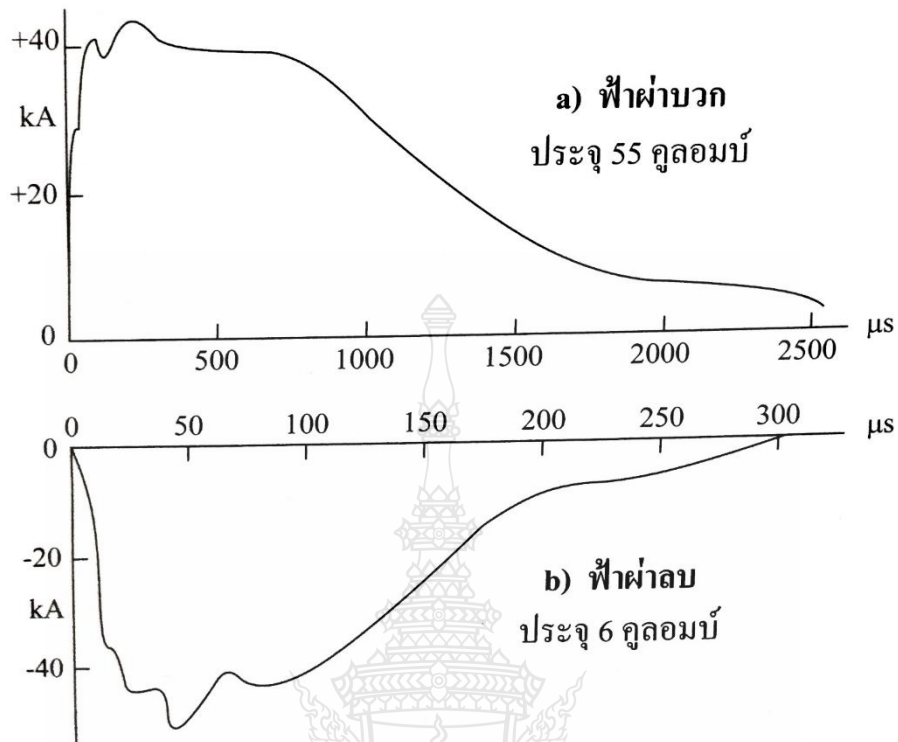 +40
kA
+20
0
a) ฟ้าผ่าบวก
ประจุ 55 คูลอมบ์
0 500 1000 1500 2000 2500 μs
0 50 100 150 200 250 300 μs
0
-20
kA
-40
b) ฟ้าผ่าลบ
ประจุ 6 คูลอมบ์